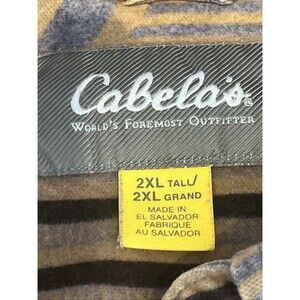 Cabela's®
WORLD'S FOREMOST OUTFITTER
2XL TALL/
2XL GRAND
MADE IN
EL SALVADOR
FABRIQUE
AU SALVADOR